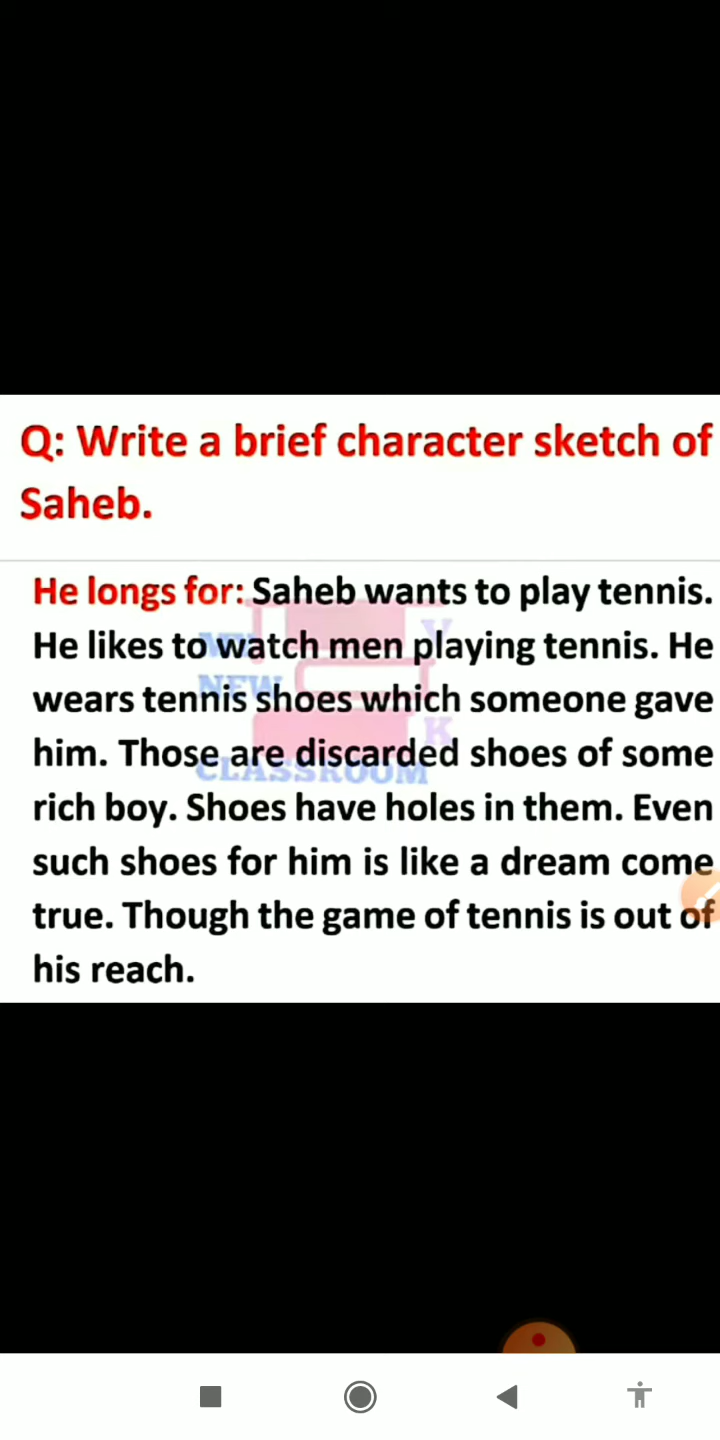 Q: Write a brief character sketch of
Saheb.
He longs for: Saheb wants to play tennis.
He likes to watch men playing tennis. He
wears tennis shoes which someone gave
him. Those are discarded shoes of some
rich boy. Shoes have holes in them. Even
such shoes for him is like a dream come
true. Though the game of tennis is out of
his reach.
NEW
CLASSROOM
V
K